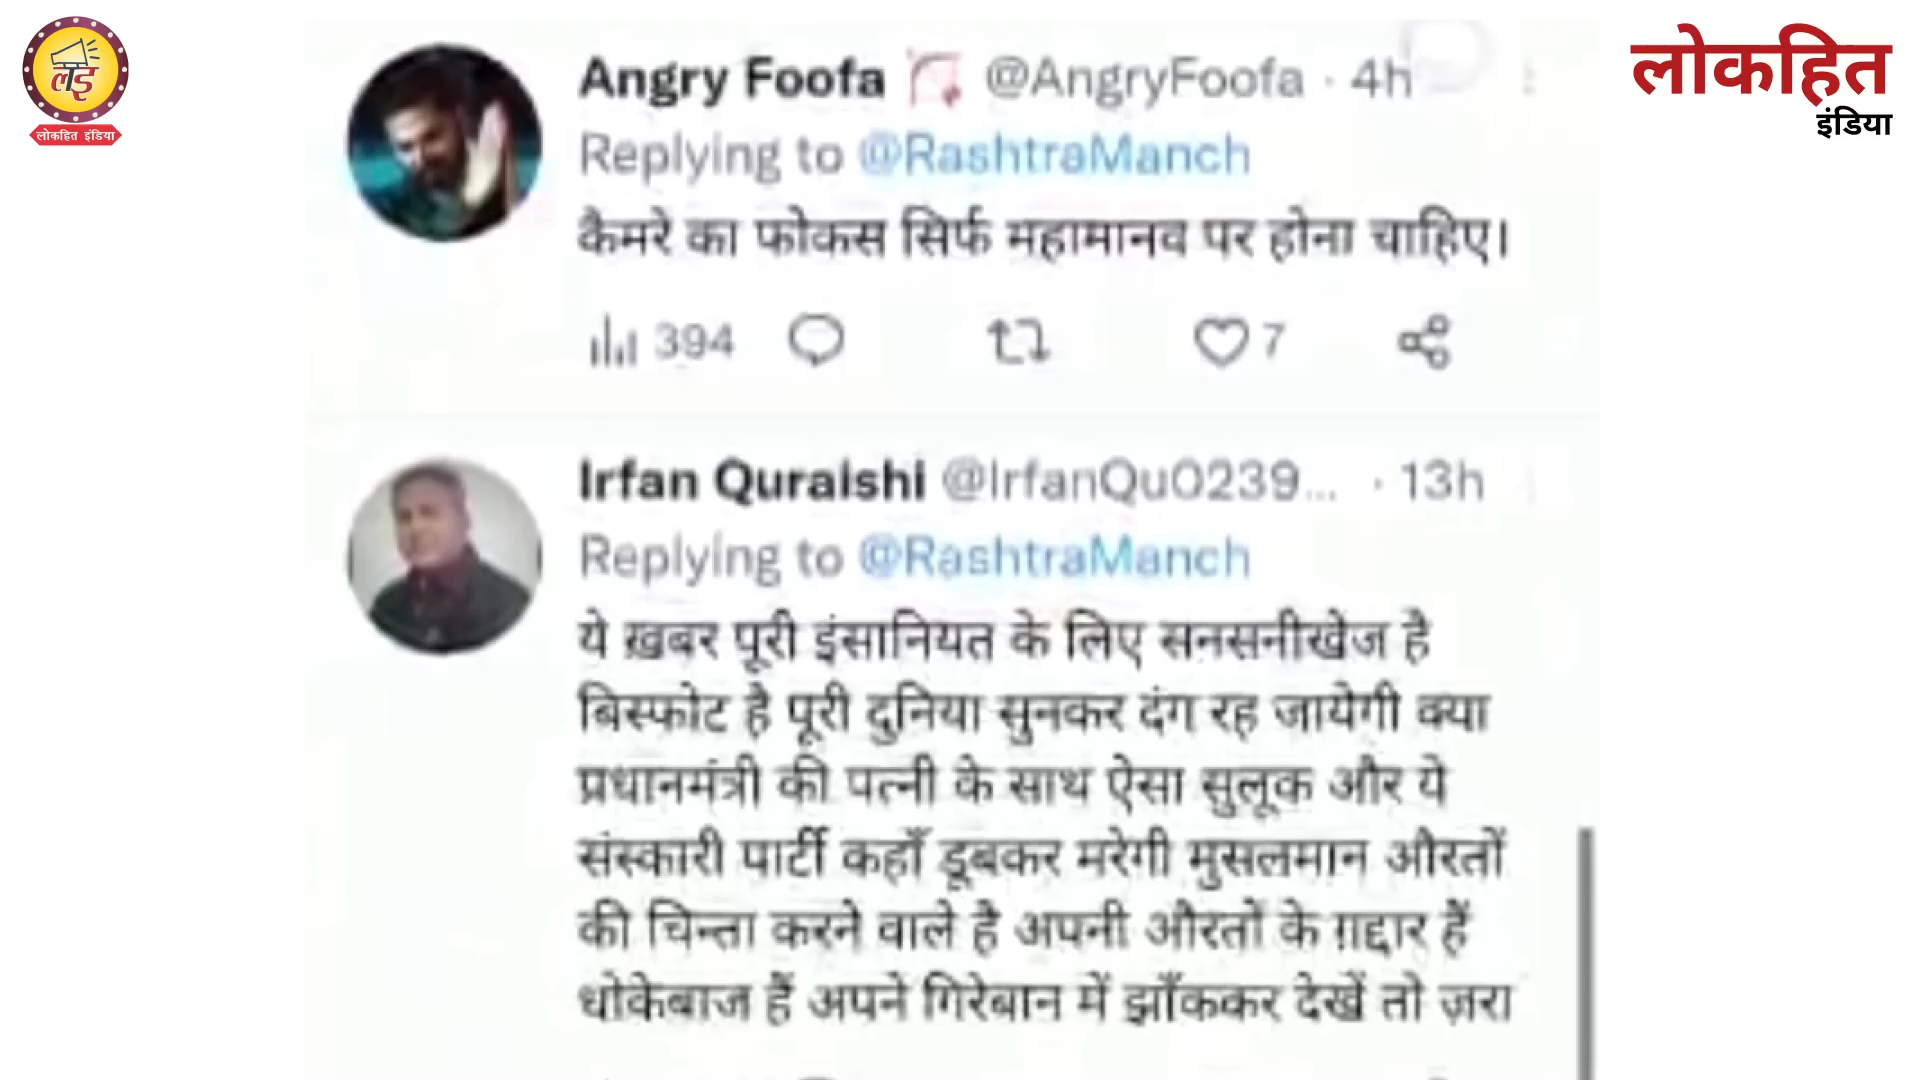 लइ
लोकहित इंडिया
लोकहित
इंडिया
Angry Foofa @AngryFoofa · 4h
Replying to @RashtraManch
कैमरे का फोकस सिर्फ महामानव पर होना चाहिए।
394 7
Irfan Quraishi @IrfanQu0239... · 13h
Replying to @RashtraManch
ये ख़बर पूरी इंसानियत के लिए सनसनीखेज है
बिस्फोट है पूरी दुनिया सुनकर दंग रह जायेगी क्या
प्रधानमंत्री की पत्नी के साथ ऐसा सुलूक और ये
संस्कारी पार्टी कहाँ डूबकर मरेगी मुसलमान औरतों
की चिन्ता करने वाले है अपनी औरतों के ग़द्दार हैं
धोकेबाज हैं अपने गिरेबान में झाँककर देखें तो ज़रा